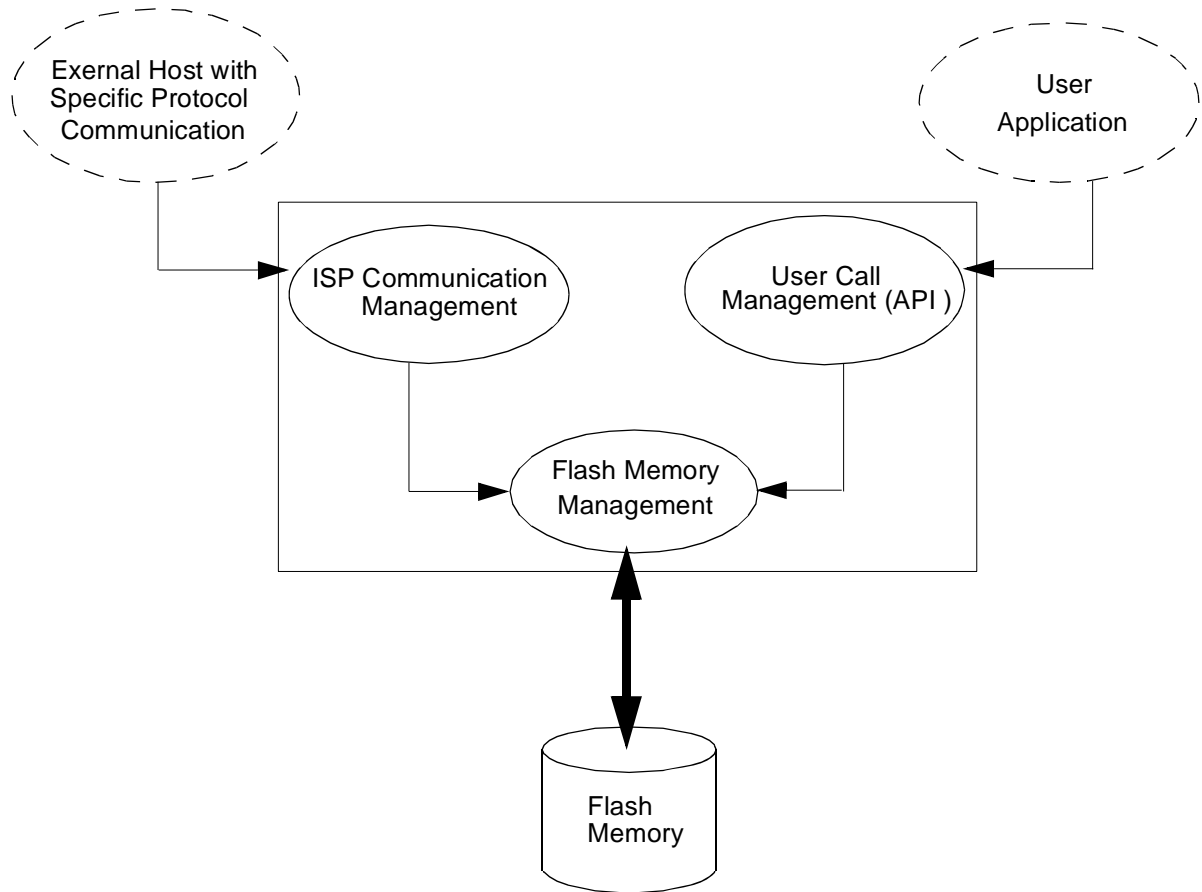 Exernal Host with
Specific Protocol
Communication
User
Application
ISP Communication
Management
User Call
Management (API )
Flash Memory
Management
Flash
Memory